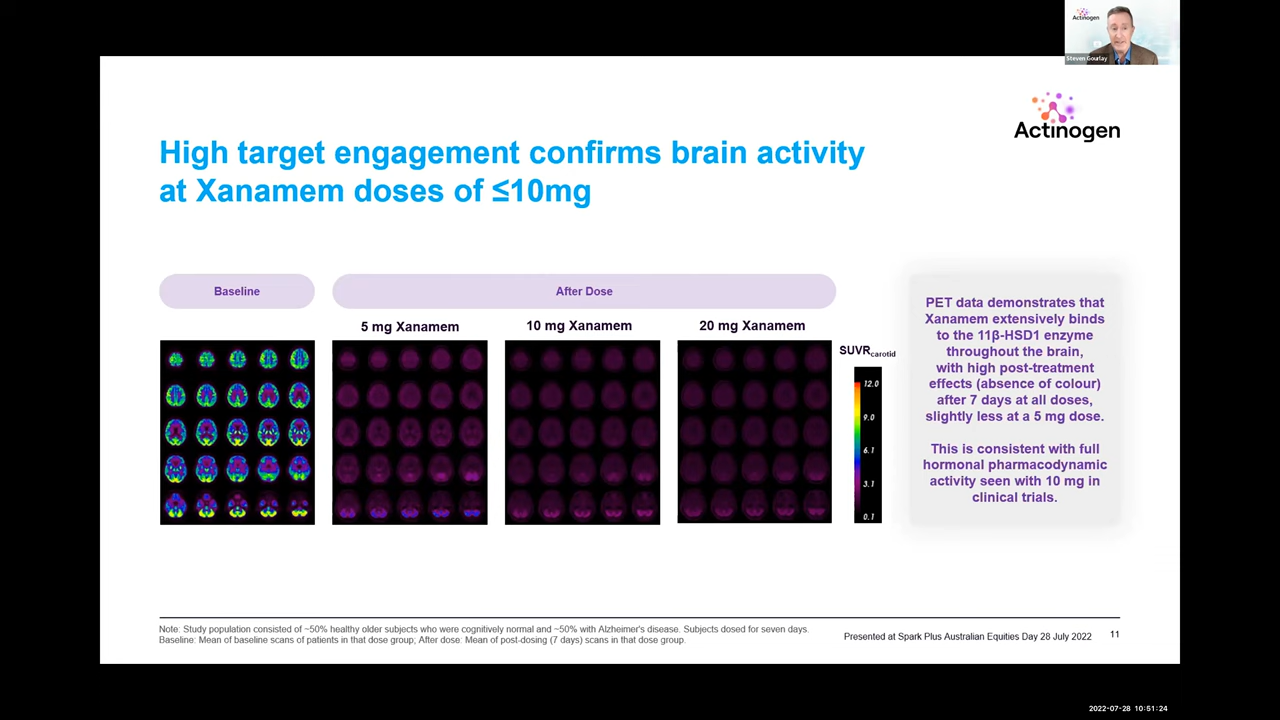 Actinogen
Steven Gourlay
Actinogen
High target engagement confirms brain activity
at Xanamem doses of ≤10mg
Baseline
After Dose
5 mg Xanamem
10 mg Xanamem
20 mg Xanamem
SUVRcarotid
12.0
9.0
6.1
3.1
0.1
PET data demonstrates that
Xanamem extensively binds
to the 11β-HSD1 enzyme
throughout the brain,
with high post-treatment
effects (absence of colour)
after 7 days at all doses,
slightly less at a 5 mg dose.
This is consistent with full
hormonal pharmacodynamic
activity seen with 10 mg in
clinical trials.
Note: Study population consisted of ~50% healthy older subjects who were cognitively normal and ~50% with Alzheimer's disease. Subjects dosed for seven days.
Baseline: Mean of baseline scans of patients in that dose group; After dose: Mean of post-dosing (7 days) scans in that dose group.
Presented at Spark Plus Australian Equities Day 28 July 2022
11
2022-07-28 10:51:24